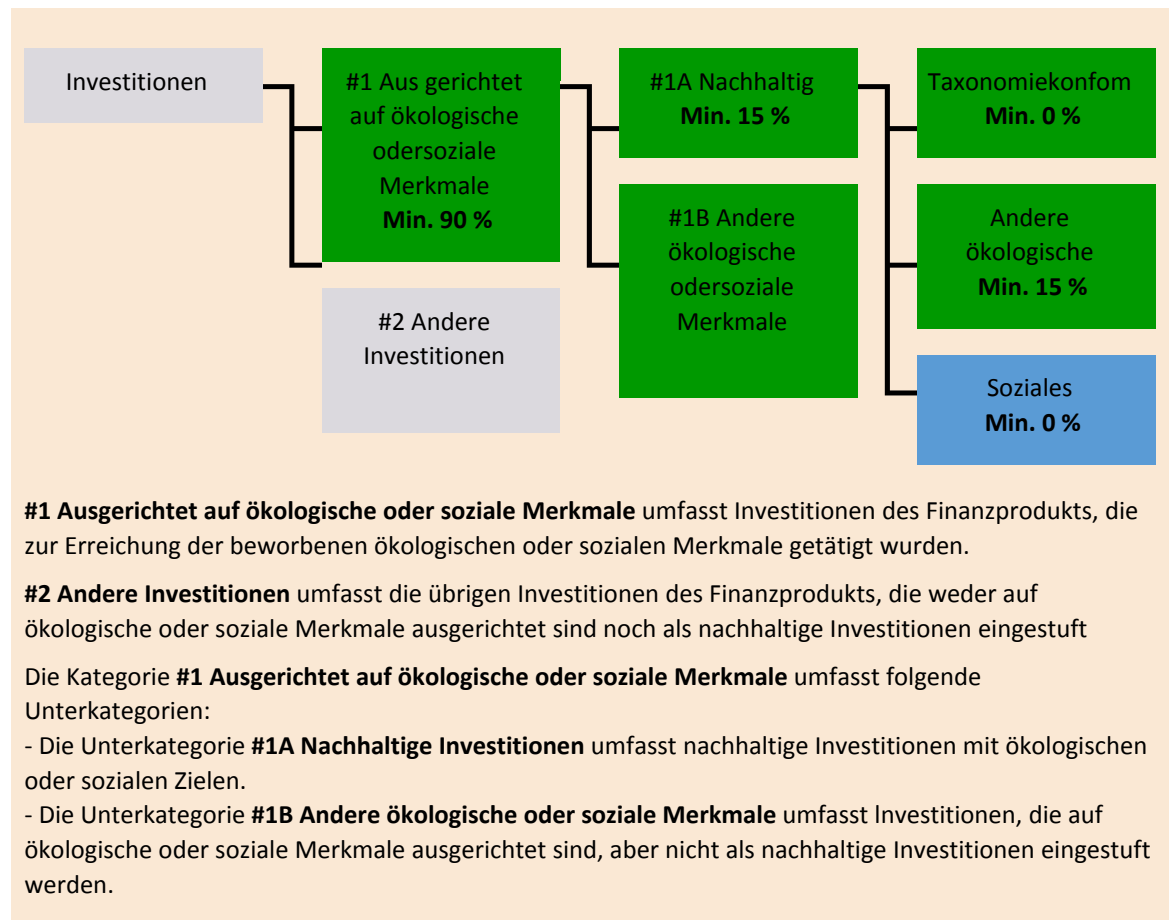 Investitionen
#1 Aus gerichtet
auf ökologische
odersoziale
Merkmale
Min. 90 %
#2 Andere
Investitionen
#1A Nachhaltig
Min. 15 %
#1B Andere
ökologische
odersoziale
Merkmale
Taxonomiekonfom
Min. 0 %
Andere
ökologische
Min. 15 %
Soziales
Min. 0 %
#1 Ausgerichtet auf ökologische oder soziale Merkmale umfasst Investitionen des Finanzprodukts, die
zur Erreichung der beworbenen ökologischen oder sozialen Merkmale getätigt wurden.
#2 Andere Investitionen umfasst die übrigen Investitionen des Finanzprodukts, die weder auf
ökologische oder soziale Merkmale ausgerichtet sind noch als nachhaltige Investitionen eingestuft
Die Kategorie #1 Ausgerichtet auf ökologische oder soziale Merkmale umfasst folgende
Unterkategorien:
- Die Unterkategorie #1A Nachhaltige Investitionen umfasst nachhaltige Investitionen mit ökologischen
oder sozialen Zielen.
- Die Unterkategorie #1B Andere ökologische oder soziale Merkmale umfasst lnvestitionen, die auf
ökologische oder soziale Merkmale ausgerichtet sind, aber nicht als nachhaltige Investitionen eingestuft
werden.